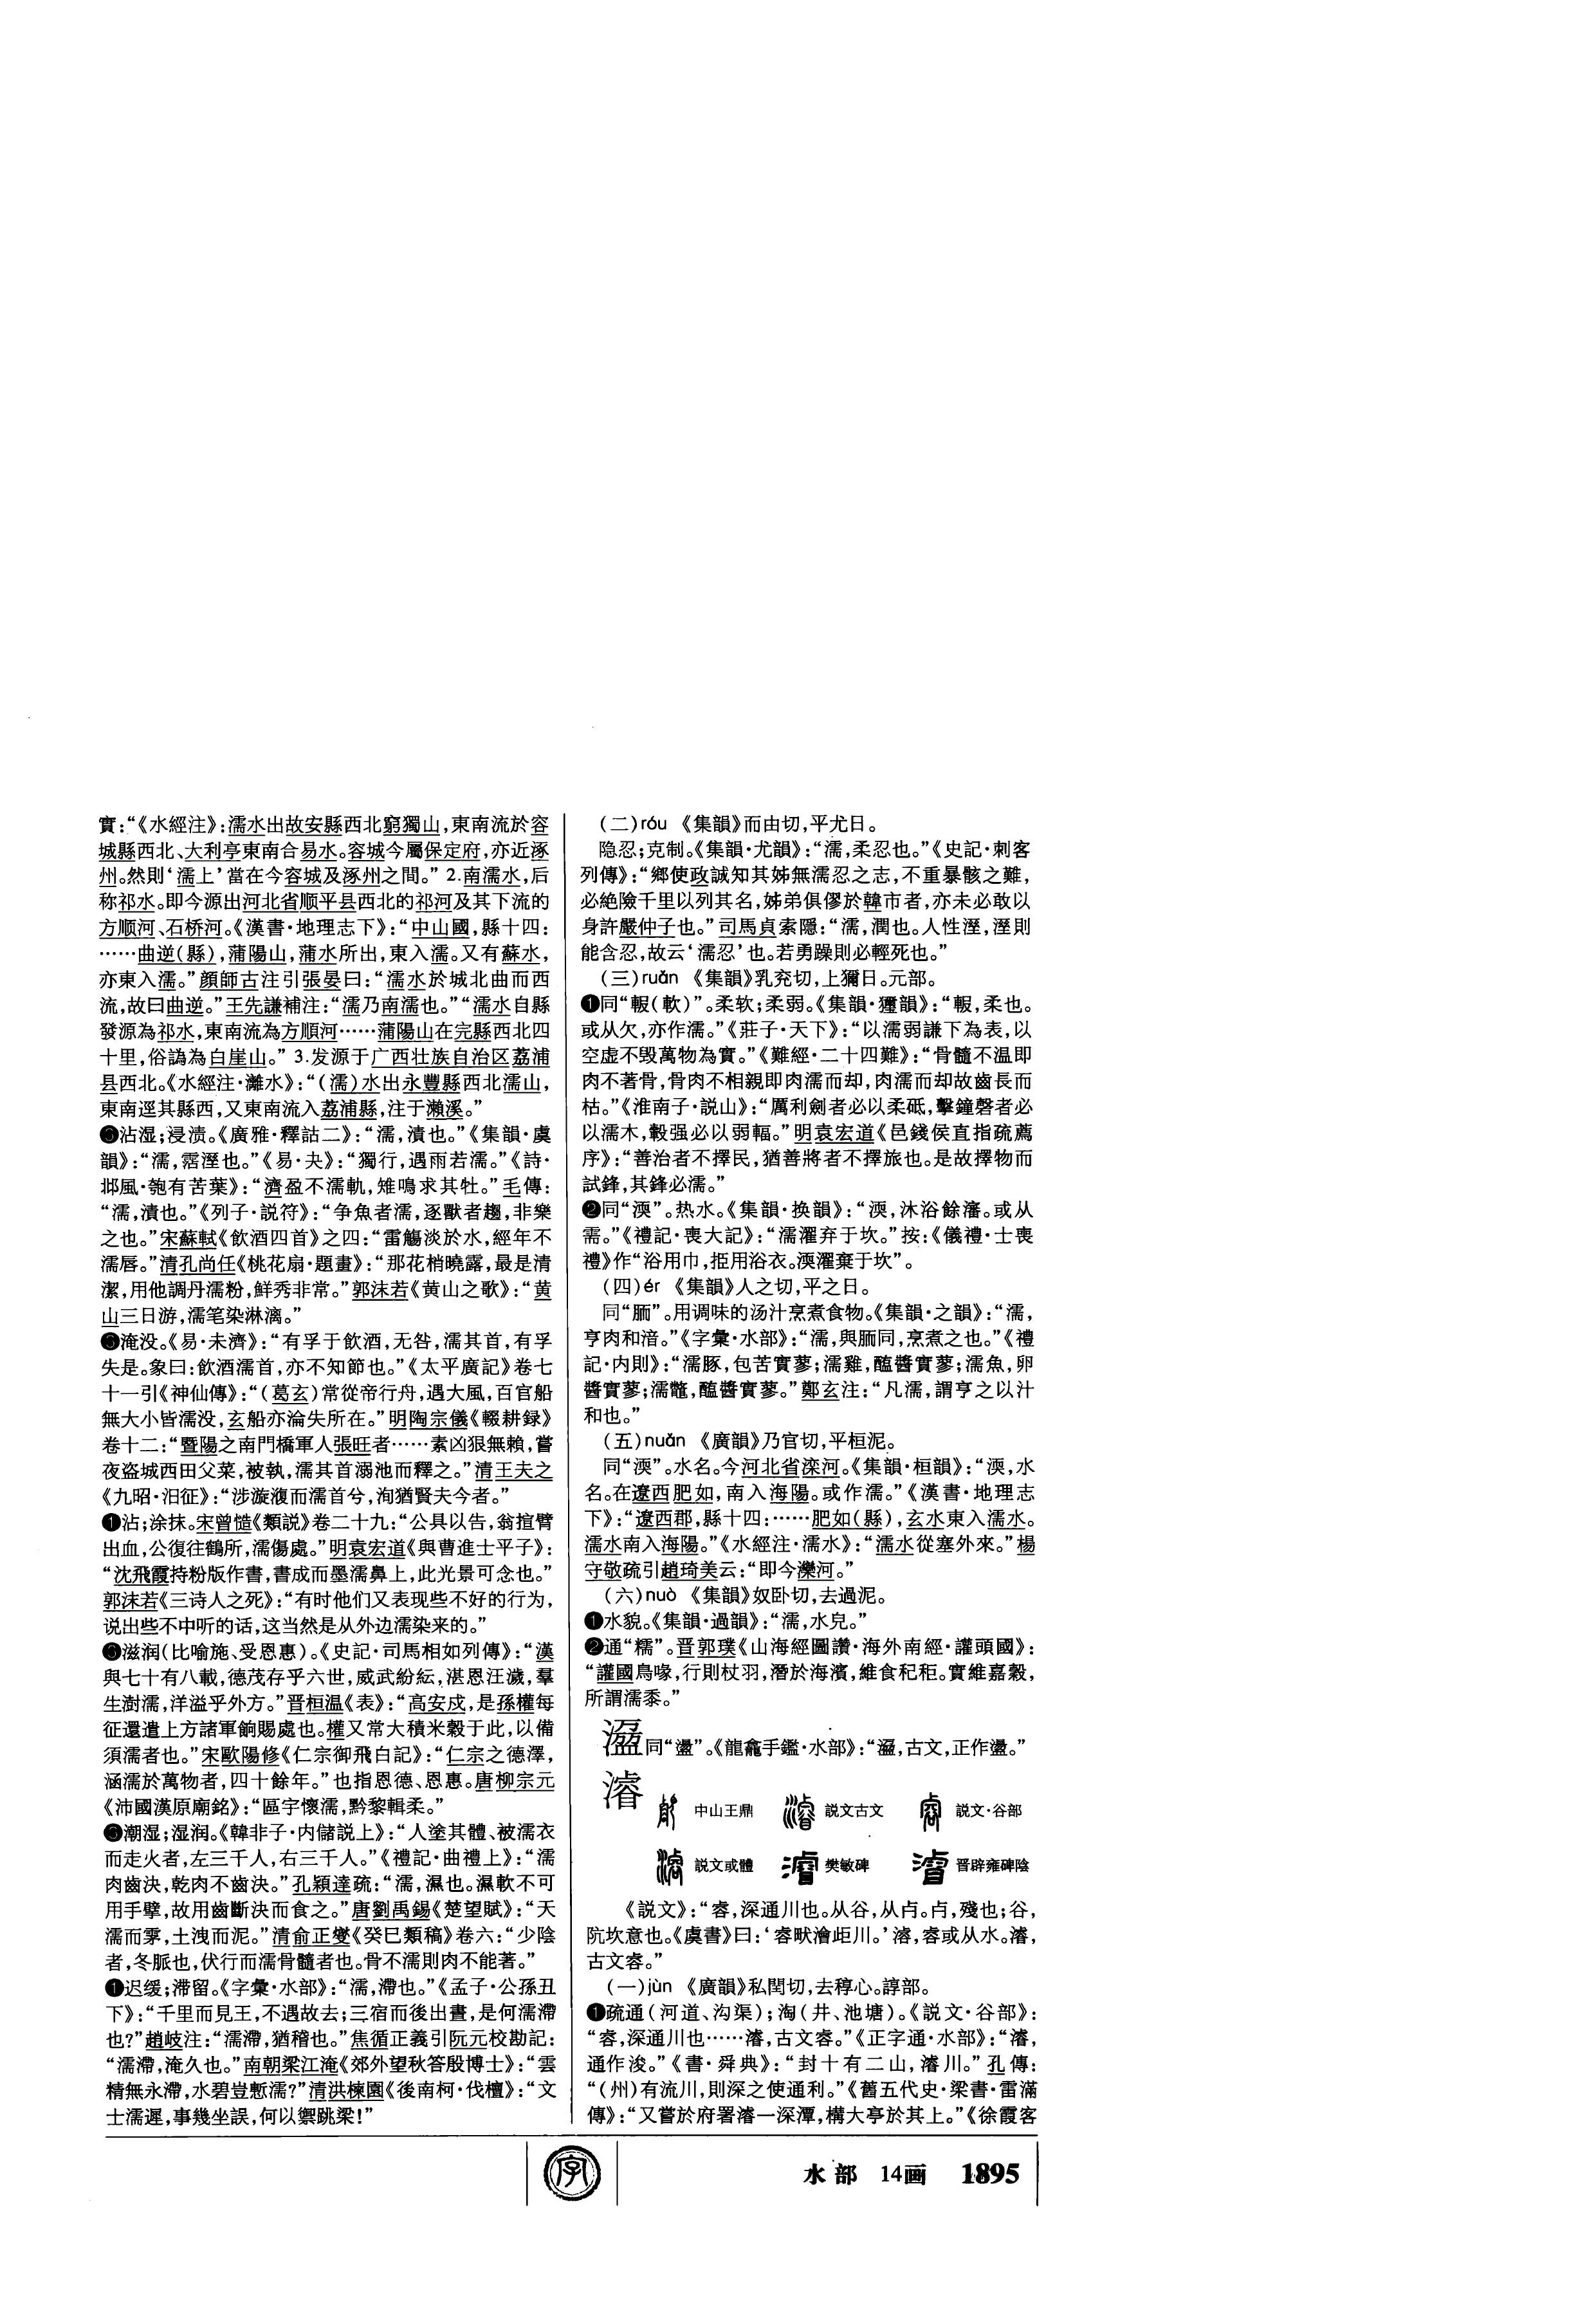 實：“《水經注》：濡水出故安縣西北窮獨山，東南流於容
城縣西北、大利亭東南合易水。容城今屬保定府，亦近涿
州。然則‘濡上’當在今容城及涿州之間。” 2.南濡水，后
称祁水。即今源出河北省顺平县西北的祁河及其下流的
方顺河、石桥河。《漢書·地理志下》：“中山國，縣十四：
……曲逆（縣），蒲陽山，蒲水所出，東入濡。又有蘇水，
亦東入濡。”顏師古注引張晏曰：“濡水於城北曲而西
流，故曰曲逆。”王先謙補注：“濡乃南濡也。”“濡水自縣
發源為祁水，東南流為方順河……蒲陽山在完縣西北四
十里，俗譌為白崖山。” 3.发源于广西壮族自治区荔浦
县西北。《水經注·灕水》：“（濡）水出永豐縣西北濡山，
東南逕其縣西，又東南流入荔浦縣，注于瀨溪。”
沾湿；浸渍。《廣雅·釋詁二》：“濡，漬也。”《集韻·虞
韻》：“濡，霑溼也。”《易·夬》：“獨行，遇雨若濡。”《詩·
邶風·匏有苦葉》：“濟盈不濡軌，雉鳴求其牡。”毛傳：
“濡，漬也。”《列子·説符》：“争魚者濡，逐獸者趨，非樂
之也。”宋蘇軾《飲酒四首》之四：“雷觴淡於水，經年不
濡唇。”清孔尚任《桃花扇·題畫》：“那花梢曉露，最是清
潔，用他調丹濡粉，鮮秀非常。”郭沫若《黄山之歌》：“黄
山三日游，濡笔染淋漓。”
淹没。《易·未濟》：“有孚于飲酒，无咎，濡其首，有孚
失是。象曰：飲酒濡首，亦不知節也。”《太平廣記》卷七
十一引《神仙傳》：“（葛玄）常從帝行舟，遇大風，百官船
無大小皆濡没，玄船亦淪失所在。”明陶宗儀《輟耕録》
卷十二：“暨陽之南門橋軍人張旺者……素凶狠無賴，嘗
夜盗城西田父菜，被執，濡其首溺池而釋之。”清王夫之
《九昭·汨征》：“涉漩澓而濡首兮，洵猶賢夫今者。”
沾；涂抹。宋曾慥《類説》卷二十九：“公具以告，翁揎臂
出血，公復往鶴所，濡傷處。”明袁宏道《與曹進士平子》：
“沈飛霞持粉版作書，書成而墨濡鼻上，此光景可念也。”
郭沫若《三诗人之死》：“有时他们又表现些不好的行为，
说出些不中听的话，这当然是从外边濡染来的。”
滋润（比喻施、受恩惠）。《史記·司馬相如列傳》：“漢
興七十有八載，德茂存乎六世，威武紛紜，湛恩汪濊，羣
生澍濡，洋溢乎外方。”晋桓温《表》：“高安戍，是孫權每
征還遣上方諸軍餉賜處也。權又常大積米穀于此，以備
須濡者也。”宋歐陽修《仁宗御飛白記》：“仁宗之德澤，
涵濡於萬物者，四十餘年。”也指恩德、恩惠。唐柳宗元
《沛國漢原廟銘》：“區宇懷濡，黔黎輯柔。”
潮湿；湿润。《韓非子·内儲説上》：“人塗其體、被濡衣
而走火者，左三千人，右三千人。”《禮記·曲禮上》：“濡
肉齒決，乾肉不齒決。”孔穎達疏：“濡，濕也。濕軟不可
用手擘，故用齒斷決而食之。”唐劉禹錫《楚望賦》：“天
濡而雺，土洩而泥。”清俞正燮《癸巳類稿》卷六：“少陰
者，冬脈也，伏行而濡骨髓者也。骨不濡則肉不能著。”
迟缓；滞留。《字彙·水部》：“濡，滯也。”《孟子·公孫丑
下》：“千里而見王，不遇故去；三宿而後出晝，是何濡滯
也？”趙岐注：“濡滯，猶稽也。”焦循正義引阮元校勘記：
“濡滯，淹久也。”南朝梁江淹《郊外望秋答殷博士》：“雲
精無永滯，水碧豈慙濡？”清洪楝園《後南柯·伐檀》：“文
士濡遲，事幾坐誤，何以禦跳梁！”
（二）róu 《集韻》而由切，平尤日。
隐忍；克制。《集韻·尤韻》：“濡，柔忍也。”《史記·刺客
列傳》：“鄉使政誠知其姊無濡忍之志，不重暴骸之難，
必絶險千里以列其名，姊弟俱僇於韓市者，亦未必敢以
身許嚴仲子也。”司馬貞索隱：“濡，潤也。人性溼，溼則
能含忍，故云‘濡忍’也。若勇躁則必輕死也。”
（三）ruǎn 《集韻》乳兖切，上獮日。元部。
❶同“䡇（軟）”。柔软；柔弱。《集韻·獮韻》：“䡇，柔也。
或从欠，亦作濡。”《莊子·天下》：“以濡弱謙下為表，以
空虚不毁萬物為實。”《難經·二十四難》：“骨髓不温即
肉不著骨，骨肉不相親即肉濡而却，肉濡而却故齒長而
枯。”《淮南子·説山》：“厲利劍者必以柔砥，擊鐘磬者必
以濡木，轂强必以弱輻。”明袁宏道《邑錢侯直指疏薦
序》：“善治者不擇民，猶善將者不擇旅也。是故擇物而
試鋒，其鋒必濡。”
❷同“渜”。热水。《集韻·换韻》：“渜，沐浴餘瀋。或从
需。”《禮記·喪大記》：“濡濯弃于坎。”按：《儀禮·士喪
禮》作“浴用巾，挋用浴衣。渜濯棄于坎”。
（四）ér 《集韻》人之切，平之日。
同“胹”。用调味的汤汁烹煮食物。《集韻·之韻》：“濡，
亨肉和湆。”《字彙·水部》：“濡，與胹同，烹煮之也。”《禮
記·内則》：“濡豚，包苦實蓼；濡雞，醢醬實蓼；濡魚，卵
醬實蓼；濡鼈，醢醬實蓼。”鄭玄注：“凡濡，謂亨之以汁
和也。”
（五）nuán 《廣韻》乃官切，平桓泥。
同“渜”。水名。今河北省滦河。《集韻·桓韻》：“渜，水
名。在遼西肥如，南入海陽。或作濡。”《漢書·地理志
下》：“遼西郡，縣十四：……肥如（縣），玄水東入濡水。
濡水南入海陽。”《水經注·濡水》：“濡水從塞外來。”楊
守敬疏引趙琦美云：“即今灤河。”
（六）nuò 《集韻》奴卧切，去過泥。
❶水貌。《集韻·過韻》：“濡，水皃。”
❷通“糯”。晋郭璞《山海經圖讚·海外南經·讙頭國》：
“讙國鳥喙，行則杖羽，潛於海濱，維食秬秠。實維嘉穀，
所謂濡黍。”
同“盪”。《龍龕手鑑·水部》：“，古文，正作盪。”
濬
中山王鼎 説文古文 説文·谷部
説文或體 樊敏碑 晋辟雍碑陰
《説文》：“睿，深通川也。从谷，从卢。卢，殘也；谷，
阬坎意也。《虞書》曰：‘睿畎澮歫川。’濬，睿或从水。濬，
古文睿。”
（一）jùn 《廣韻》私閏切，去稕心。諄部。
❶疏通（河道、沟渠）；淘（井、池塘）。《説文·谷部》：
“睿，深通川也……濬，古文睿。”《正字通·水部》：“濬，
通作浚。”《書·舜典》：“封十有二山，濬川。”孔傳：
“（州）有流川，則深之使通利。”《舊五代史·梁書·雷滿
傳》：“又嘗於府署濬一深潭，構大亭於其上。”《徐霞客
字
水部 14画 1895